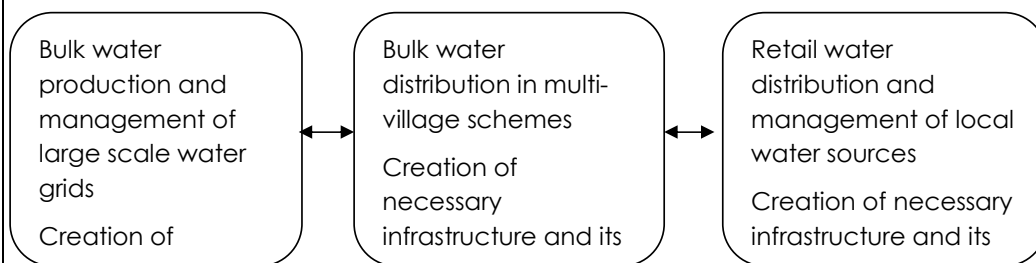 Bulk water
production and
management of
large scale water
grids
Creation of
Bulk water
distribution in multi-
village schemes
Creation of
necessary
infrastructure and its
Retail water
distribution and
management of local
water sources
Creation of necessary
infrastructure and its